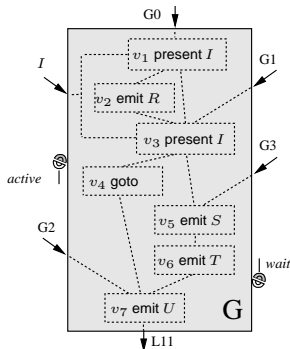 G0
v1 present I
I
G1
v2 emit R
v3 present I
G3
v4 goto
active
v5 emit S
G2
v6 emit T
wait
v7 emit U
G
L11